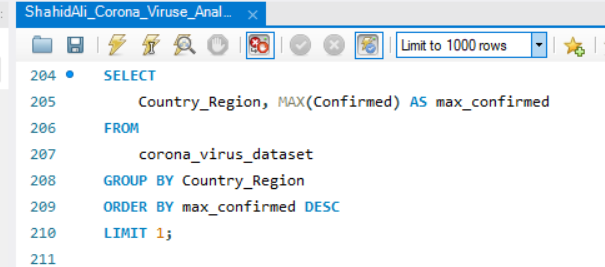 ShahidAli_Corona_Viruse_Anal...
Limit to 1000 rows
204 SELECT
205 Country_Region, MAX(Confirmed) AS max_confirmed
206 FROM
207 corona_virus_dataset
208 GROUP BY Country_Region
209 ORDER BY max_confirmed DESC
210 LIMIT 1;
211